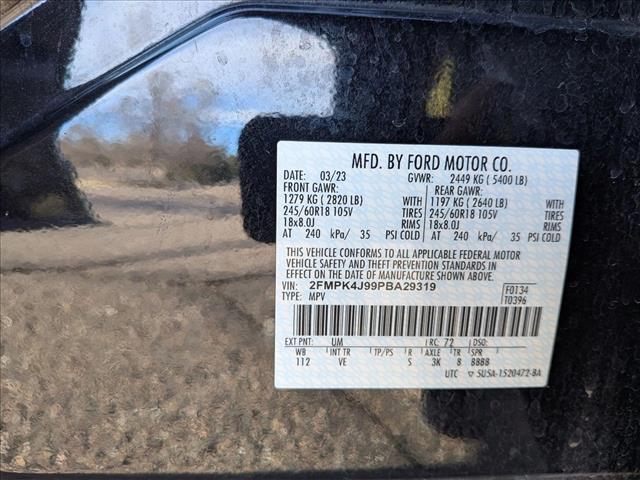 MFD. BY FORD MOTOR CO.
DATE: 03/23 GVWR: 2449 KG ( 5400 LB)
FRONT GAWR: REAR GAWR:
1279 KG ( 2820 LB) WITH 1197 KG ( 2640 LB) WITH
245/60R18 105V TIRES 245/60R18 105V TIRES
18x8.0J RIMS 18x8.0J RIMS
AT 240 kPa/ 35 PSI COLD AT 240 kPa/ 35 PSI COLD
THIS VEHICLE CONFORMS TO ALL APPLICABLE FEDERAL MOTOR
VEHICLE SAFETY AND THEFT PREVENTION STANDARDS IN
EFFECT ON THE DATE OF MANUFACTURE SHOWN ABOVE.
VIN: 2FMPK4J99PBA29319 F0134
TYPE: MPV T0396
EXT PNT: UM RC: 72 DSO:
WB INT TR TP/PS R AXLE TR SPR
112 VE S 3K 8 8888
UTC ▽ 5U5A-1520472-BA